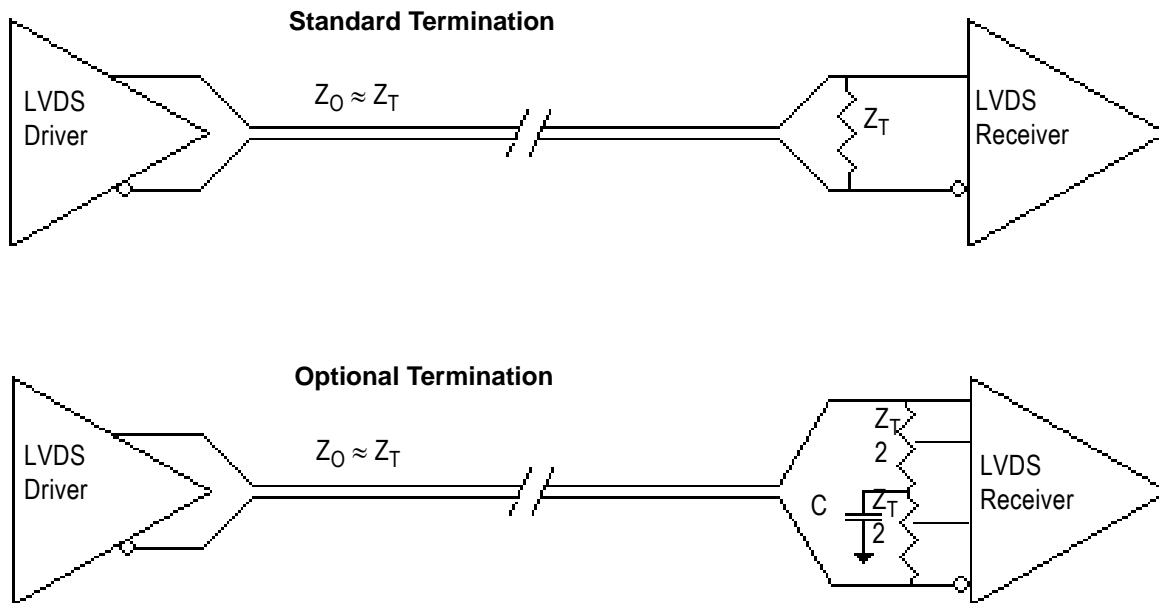 Standard Termination
LVDS
Driver
Z_O ≈ Z_T
Z_T
LVDS
Receiver
Optional Termination
LVDS
Driver
Z_O ≈ Z_T
Z_T
2
C
Z_T
2
LVDS
Receiver